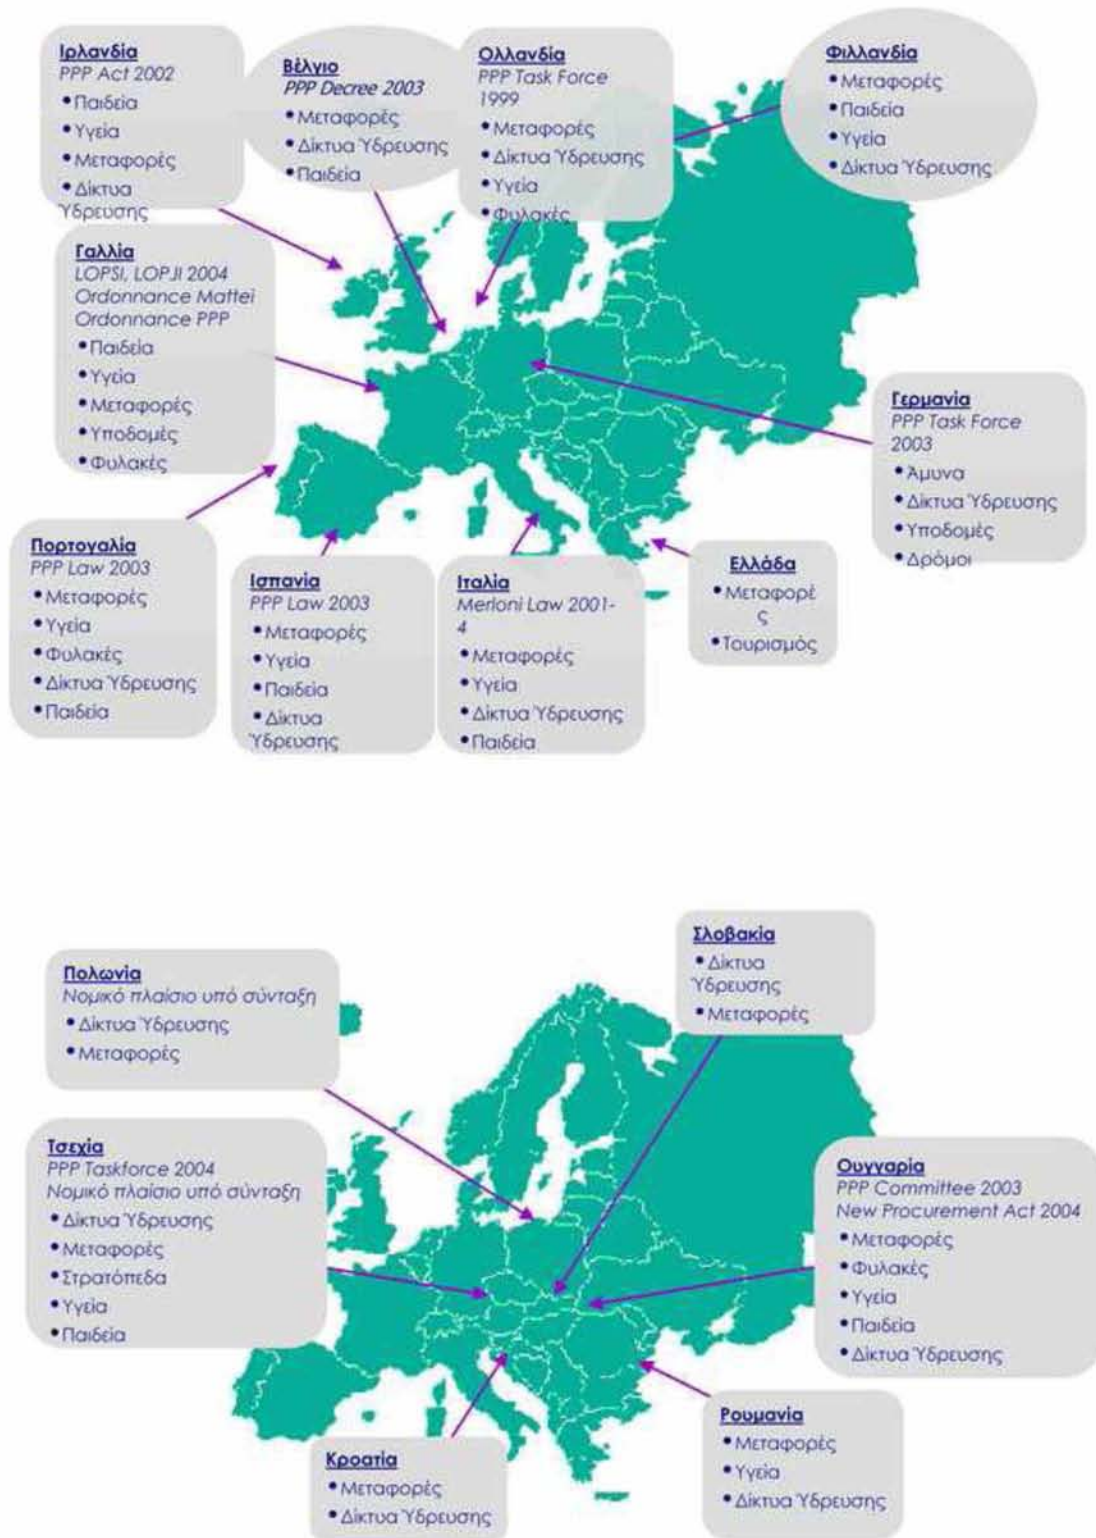 Ιρλανδία
PPP Act 2002
• Παιδεία
• Υγεία
• Μεταφορές
• Δίκτυα
Ύδρευσης
Βέλγιο
PPP Decree 2003
• Μεταφορές
• Δίκτυα Ύδρευσης
• Παιδεία
Ολλανδία
PPP Task Force
1999
• Μεταφορές
• Δίκτυα Ύδρευσης
• Υγεία
• Φυλακές
Φιλλανδία
• Μεταφορές
• Παιδεία
• Υγεία
• Δίκτυα Ύδρευσης
Γαλλία
LOPSI, LOPJI 2004
Ordonnance Mattei
Ordonnance PPP
• Παιδεία
• Υγεία
• Μεταφορές
• Υποδομές
• Φυλακές
Γερμανία
PPP Task Force
2003
• Άμυνα
• Δίκτυα Ύδρευσης
• Υποδομές
• Δρόμοι
Πορτογαλία
PPP Law 2003
• Μεταφορές
• Υγεία
• Φυλακές
• Δίκτυα Ύδρευσης
• Παιδεία
Ισπανία
PPP Law 2003
• Μεταφορές
• Υγεία
• Παιδεία
• Δίκτυα
Ύδρευσης
Ιταλία
Merloni Law 2001-
4
• Μεταφορές
• Υγεία
• Δίκτυα Ύδρευσης
• Παιδεία
Ελλάδα
• Μεταφορέ
ς
• Τουρισμός
Πολωνία
Νομικό πλαίσιο υπό σύνταξη
• Δίκτυα Ύδρευσης
• Μεταφορές
Σλοβακία
• Δίκτυα
Ύδρευσης
• Μεταφορές
Τσεχία
PPP Taskforce 2004
Νομικό πλαίσιο υπό σύνταξη
• Δίκτυα Ύδρευσης
• Μεταφορές
• Στρατόπεδα
• Υγεία
• Παιδεία
Ουγγαρία
PPP Committee 2003
New Procurement Act 2004
• Μεταφορές
• Φυλακές
• Υγεία
• Παιδεία
• Δίκτυα Ύδρευσης
Κροατία
• Μεταφορές
• Δίκτυα Ύδρευσης
Ρουμανία
• Μεταφορές
• Υγεία
• Δίκτυα Ύδρευσης